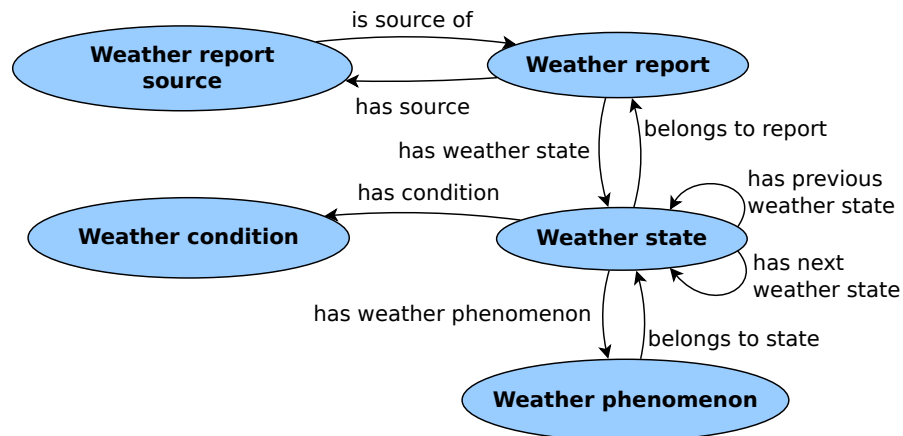 is source of
Weather report
source
Weather report
has source
has weather state
belongs to report
has condition
has previous
weather state
Weather condition
Weather state
has next
weather state
has weather phenomenon
belongs to state
Weather phenomenon